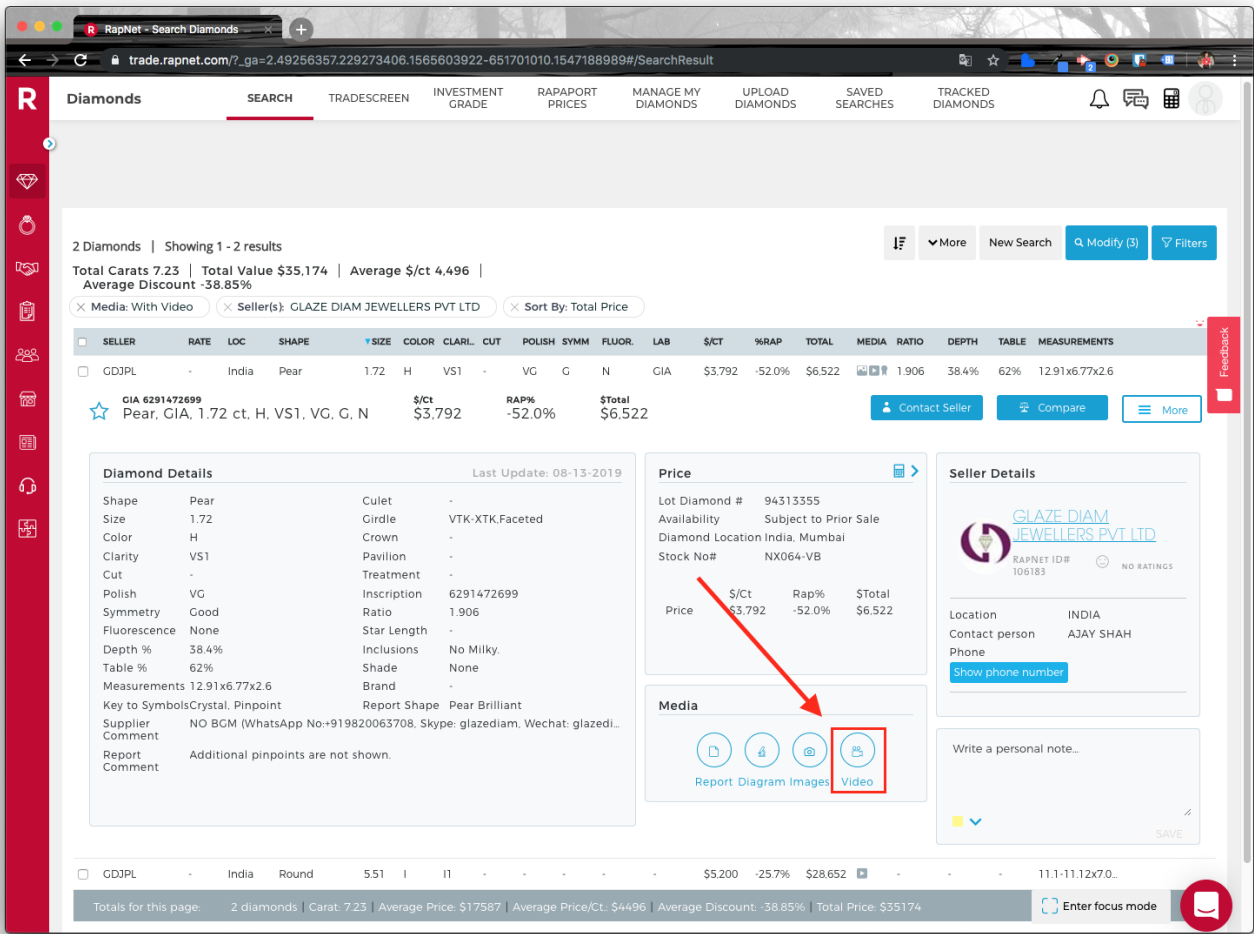 R RapNet - Search Diamonds
trade.rapnet.com/?_ga=2.49256357.229273406.1565603922-651701010.1547188989#/SearchResult
R Diamonds SEARCH TRADESCREEN INVESTMENT GRADE RAPAPORT PRICES MANAGE MY DIAMONDS UPLOAD DIAMONDS SAVED SEARCHES TRACKED DIAMONDS
2 Diamonds | Showing 1 - 2 results
More New Search Modify (3) Filters
Total Carats 7.23 | Total Value $35,174 | Average $/ct 4,496 |
Average Discount -38.85%
Media: With Video Seller(s): GLAZE DIAM JEWELLERS PVT LTD Sort By: Total Price
SELLER RATE LOC SHAPE SIZE COLOR CLARI... CUT POLISH SYMM FLUOR. LAB $/CT %RAP TOTAL MEDIA RATIO DEPTH TABLE MEASUREMENTS
Feedback
GDJPL - India Pear 1.72 H VS1 - VG G N GIA $3,792 -52.0% $6,522 1.906 38.4% 62% 12.91x6.77x2.6
GIA 6291472699 $/Ct RAP% $Total
Pear, GIA, 1.72 ct, H, VS1, VG, G, N $3,792 -52.0% $6,522
Contact Seller Compare More
Diamond Details Last Update: 08-13-2019
Shape Pear Culet -
Size 1.72 Girdle VTK-XTK,Faceted
Color H Crown -
Clarity VS1 Pavilion -
Cut - Treatment -
Polish VG Inscription 6291472699
Symmetry Good Ratio 1.906
Fluorescence None Star Length -
Depth % 38.4% Inclusions No Milky.
Table % 62% Shade None
Measurements 12.91x6.77x2.6 Brand -
Key to Symbols Crystal, Pinpoint Report Shape Pear Brilliant
Supplier Comment NO BGM (WhatsApp No:+919820063708, Skype: glazediam, Wechat: glazedi...
Report Comment Additional pinpoints are not shown.
Price
Lot Diamond # 94313355
Availability Subject to Prior Sale
Diamond Location India, Mumbai
Stock No# NX064-VB
$/Ct Rap% $Total
Price $3,792 -52.0% $6,522
Media
Report Diagram Images Video
Seller Details
GLAZE DIAM
JEWELLERS PVT LTD
RAPNET ID# 106183 NO RATINGS
Location INDIA
Contact person AJAY SHAH
Phone
Show phone number
Write a personal note...
SAVE
GDJPL - India Round 5.51 I I1 - - - - - $5,200 -25.7% $28,652 - - - 11.1-11.12x7.0...
Totals for this page: 2 diamonds | Carat: 7.23 | Average Price: $17587 | Average Price/Ct.: $4496 | Average Discount: -38.85% | Total Price: $35174
Enter focus mode